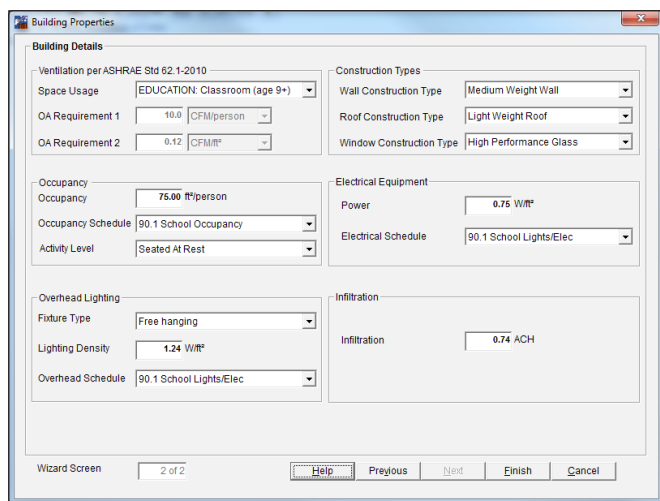 Building Properties
x
Building Details
Ventilation per ASHRAE Std 62.1-2010
Space Usage EDUCATION: Classroom (age 9+)
OA Requirement 1 10.0 CFM/person
OA Requirement 2 0.12 CFM/ft²
Construction Types
Wall Construction Type Medium Weight Wall
Roof Construction Type Light Weight Roof
Window Construction Type High Performance Glass
Occupancy
Occupancy 75.00 ft²/person
Occupancy Schedule 90.1 School Occupancy
Activity Level Seated At Rest
Electrical Equipment
Power 0.75 W/ft²
Electrical Schedule 90.1 School Lights/Elec
Overhead Lighting
Fixture Type Free hanging
Lighting Density 1.24 W/ft²
Overhead Schedule 90.1 School Lights/Elec
Infiltration
Infiltration 0.74 ACH
Wizard Screen 2 of 2 Help Previous Next Finish Cancel